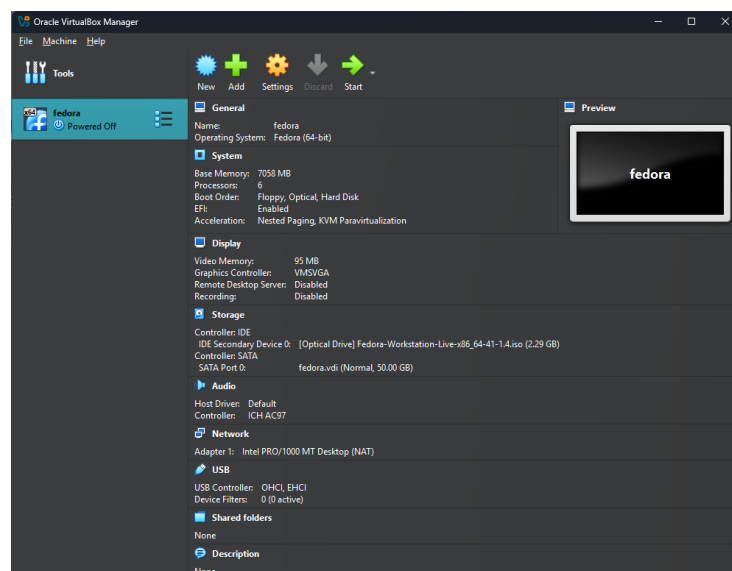 Oracle VirtualBox Manager
File Machine Help
Tools
New Add Settings Discard Start
x64 fedora
Powered Off
General
Name: fedora
Operating System: Fedora (64-bit)
Preview
fedora
System
Base Memory: 7058 MB
Processors: 6
Boot Order: Floppy, Optical, Hard Disk
EFI: Enabled
Acceleration: Nested Paging, KVM Paravirtualization
Display
Video Memory: 95 MB
Graphics Controller: VMSVGA
Remote Desktop Server: Disabled
Recording: Disabled
Storage
Controller: IDE
IDE Secondary Device 0: [Optical Drive] Fedora-Workstation-Live-x86_64-41-1.4.iso (2.29 GB)
Controller: SATA
SATA Port 0: fedora.vdi (Normal, 50.00 GB)
Audio
Host Driver: Default
Controller: ICH AC97
Network
Adapter 1: Intel PRO/1000 MT Desktop (NAT)
USB
USB Controller: OHCI, EHCI
Device Filters: 0 (0 active)
Shared folders
None
Description
None